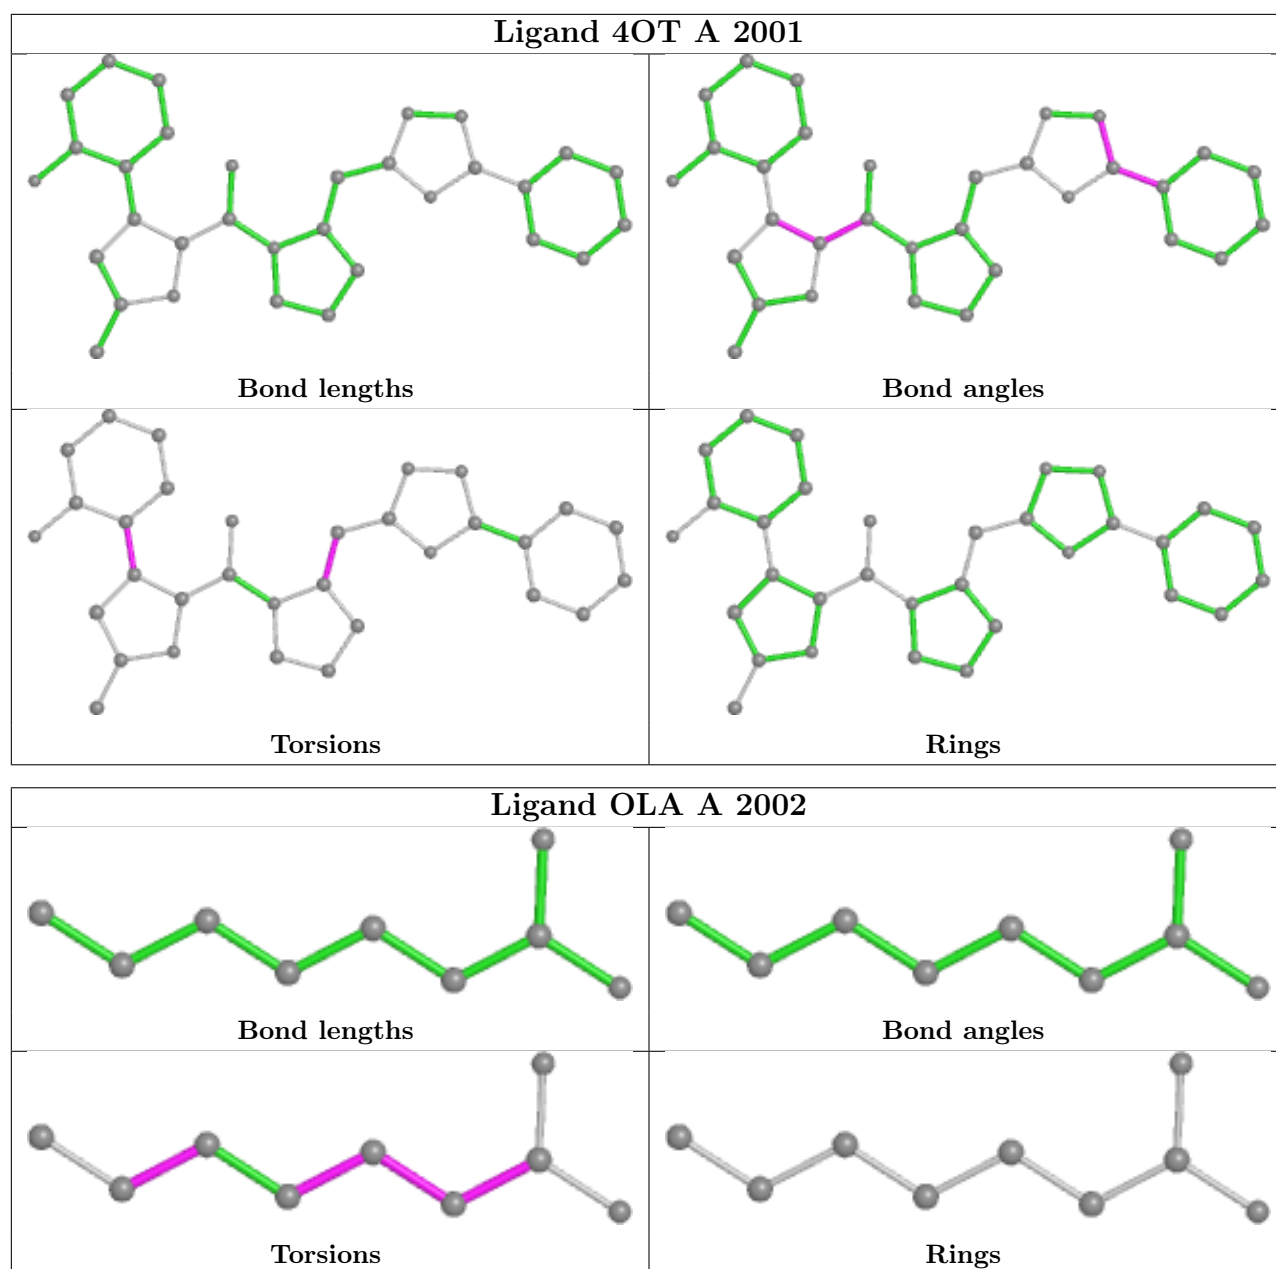 Ligand 4OT A 2001
Bond lengths
Bond angles
Torsions
Rings
Ligand OLA A 2002
Bond lengths
Bond angles
Torsions
Rings